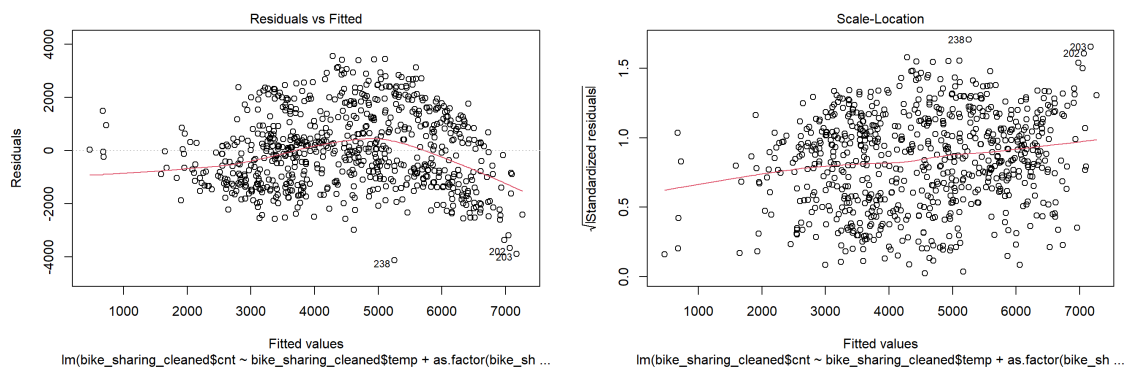 Residuals vs Fitted
Residuals
4000
2000
0
-2000
-4000
238
202
203
1000 2000 3000 4000 5000 6000 7000
Fitted values
lm(bike_sharing_cleaned$cnt ~ bike_sharing_cleaned$temp + as.factor(bike_sh ...
Scale-Location
√|Standardized residuals|
1.5
1.0
0.5
0.0
238
203
202
1000 2000 3000 4000 5000 6000 7000
Fitted values
lm(bike_sharing_cleaned$cnt ~ bike_sharing_cleaned$temp + as.factor(bike_sh ...